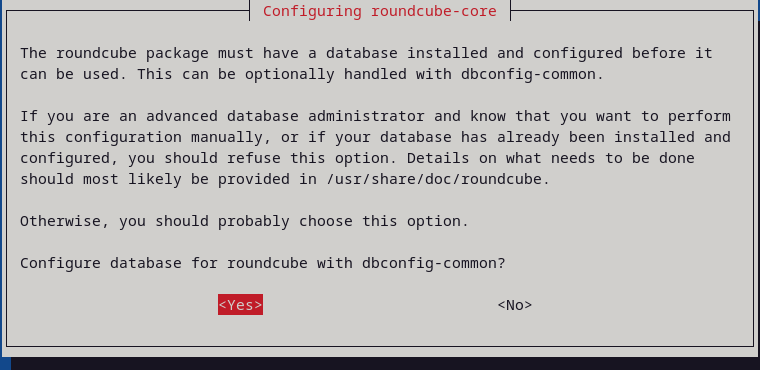 Configuring roundcube-core
The roundcube package must have a database installed and configured before it
can be used. This can be optionally handled with dbconfig-common.
If you are an advanced database administrator and know that you want to perform
this configuration manually, or if your database has already been installed and
configured, you should refuse this option. Details on what needs to be done
should most likely be provided in /usr/share/doc/roundcube.
Otherwise, you should probably choose this option.
Configure database for roundcube with dbconfig-common?
<Yes> <No>